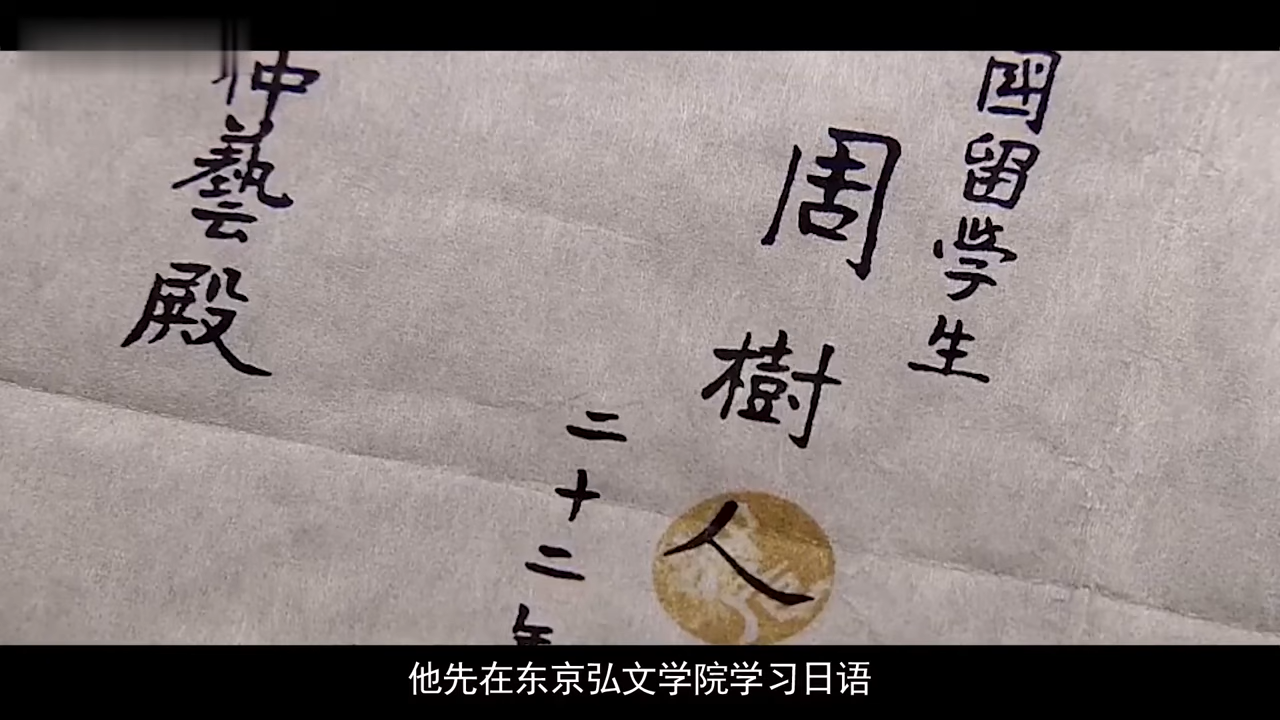 國留学生
周樹人
二十二年
仲藝殿
他先在东京弘文学院学习日语